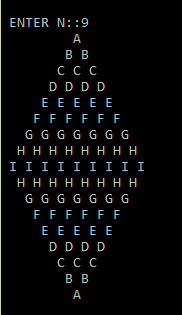 ENTER N::9
A
B B
C C C
D D D D
E E E E E
F F F F F F
G G G G G G G
H H H H H H H H
I I I I I I I I I
H H H H H H H H
G G G G G G G
F F F F F F
E E E E E
D D D D
C C C
B B
A